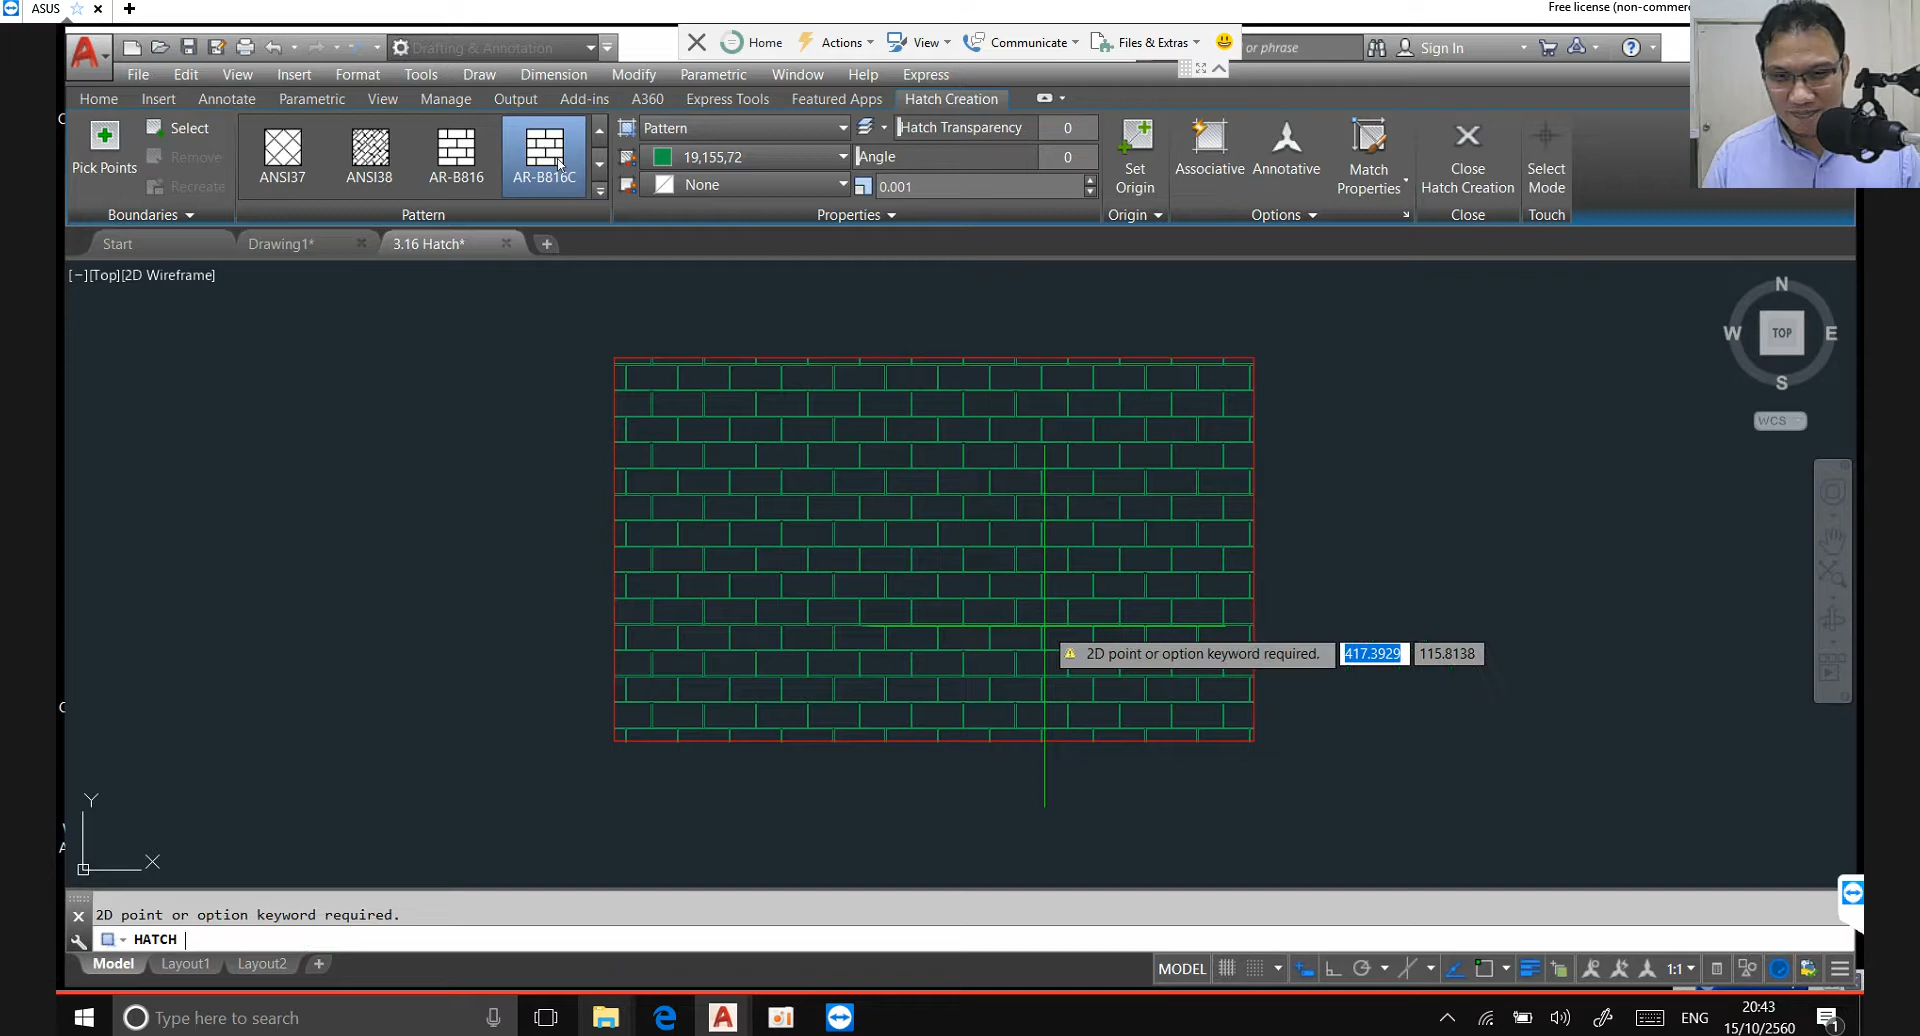 ASUS
Free license (non-commerc
Drafting & Annotation
Home Actions View Communicate Files & Extras
or phrase
Sign In
File Edit View Insert Format Tools Draw Dimension Modify Parametric Window Help Express
Home Insert Annotate Parametric View Manage Output Add-ins A360 Express Tools Featured Apps Hatch Creation
Pick Points
Select
Remove
Recreate
ANSI37
ANSI38
AR-B816
AR-B816C
Pattern
19,155,72
None
Hatch Transparency 0
Angle 0
0.001
Set Origin
Associative
Annotative
Match Properties
Close Hatch Creation
Select Mode
Boundaries Pattern Properties Origin Options Close Touch
Start Drawing1* 3.16 Hatch*
[−][Top][2D Wireframe]
N
W TOP E
S
WCS
2D point or option keyword required. 417.3929 115.8138
Y
X
2D point or option keyword required.
HATCH
Model Layout1 Layout2
MODEL 1:1
Type here to search
ENG
20:43
15/10/2560
1